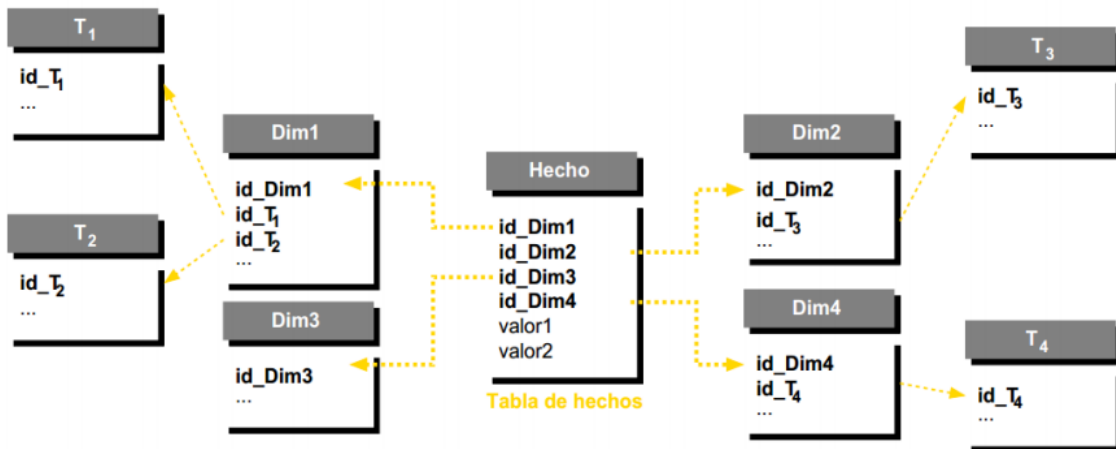 T1
id_T1
...
T2
id_T2
...
Dim1
id_Dim1
id_T1
id_T2
...
Dim3
id_Dim3
...
Hecho
id_Dim1
id_Dim2
id_Dim3
id_Dim4
valor1
valor2
Tabla de hechos
Dim2
id_Dim2
id_T3
...
Dim4
id_Dim4
id_T4
...
T3
id_T3
...
T4
id_T4
...